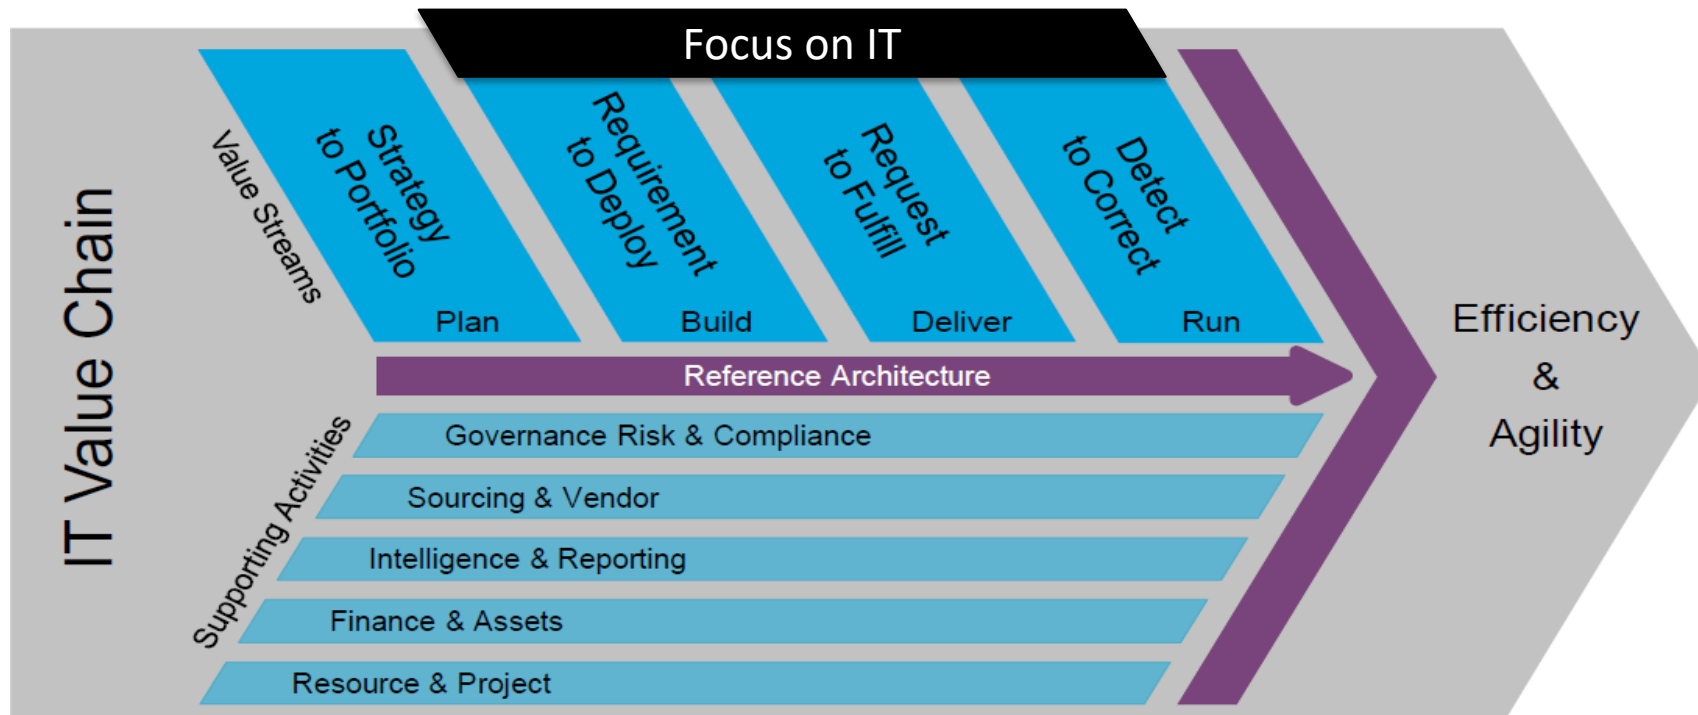 Focus on IT
IT Value Chain
Value Streams
Strategy
to Portfolio
Plan
Requirement
to Deploy
Build
Request
to Fulfill
Deliver
Detect
to Correct
Run
Reference Architecture
Supporting Activities
Governance Risk & Compliance
Sourcing & Vendor
Intelligence & Reporting
Finance & Assets
Resource & Project
Efficiency
&
Agility